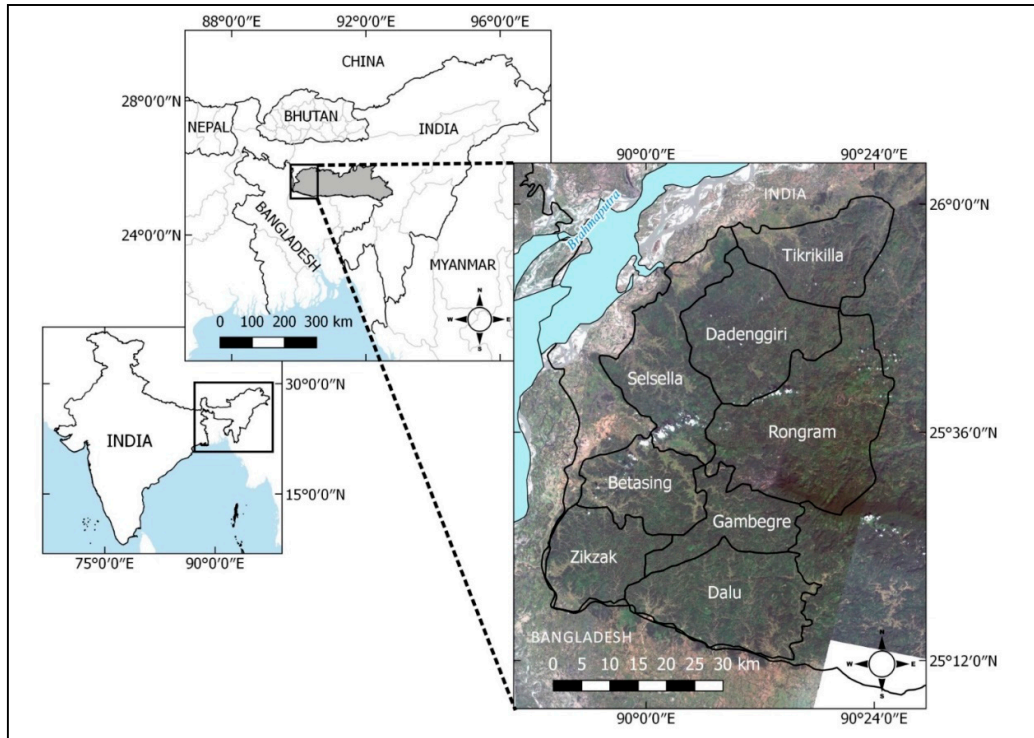 88°0'0"E 92°0'0"E 96°0'0"E
CHINA
28°0'0"N
BHUTAN
NEPAL
INDIA
BANGLADESH
24°0'0"N
MYANMAR
N
W E
S
0 100 200 300 km
30°0'0"N
INDIA
15°0'0"N
75°0'0"E 90°0'0"E
90°0'0"E 90°24'0"E
INDIA
26°0'0"N
Brahmaputra
Tikrikilla
Dadenggiri
Selsella
Rongram
25°36'0"N
Betasing
Gambegre
Zikzak
Dalu
BANGLADESH
N
W E
S
0 5 10 15 20 25 30 km
25°12'0"N
90°0'0"E 90°24'0"E